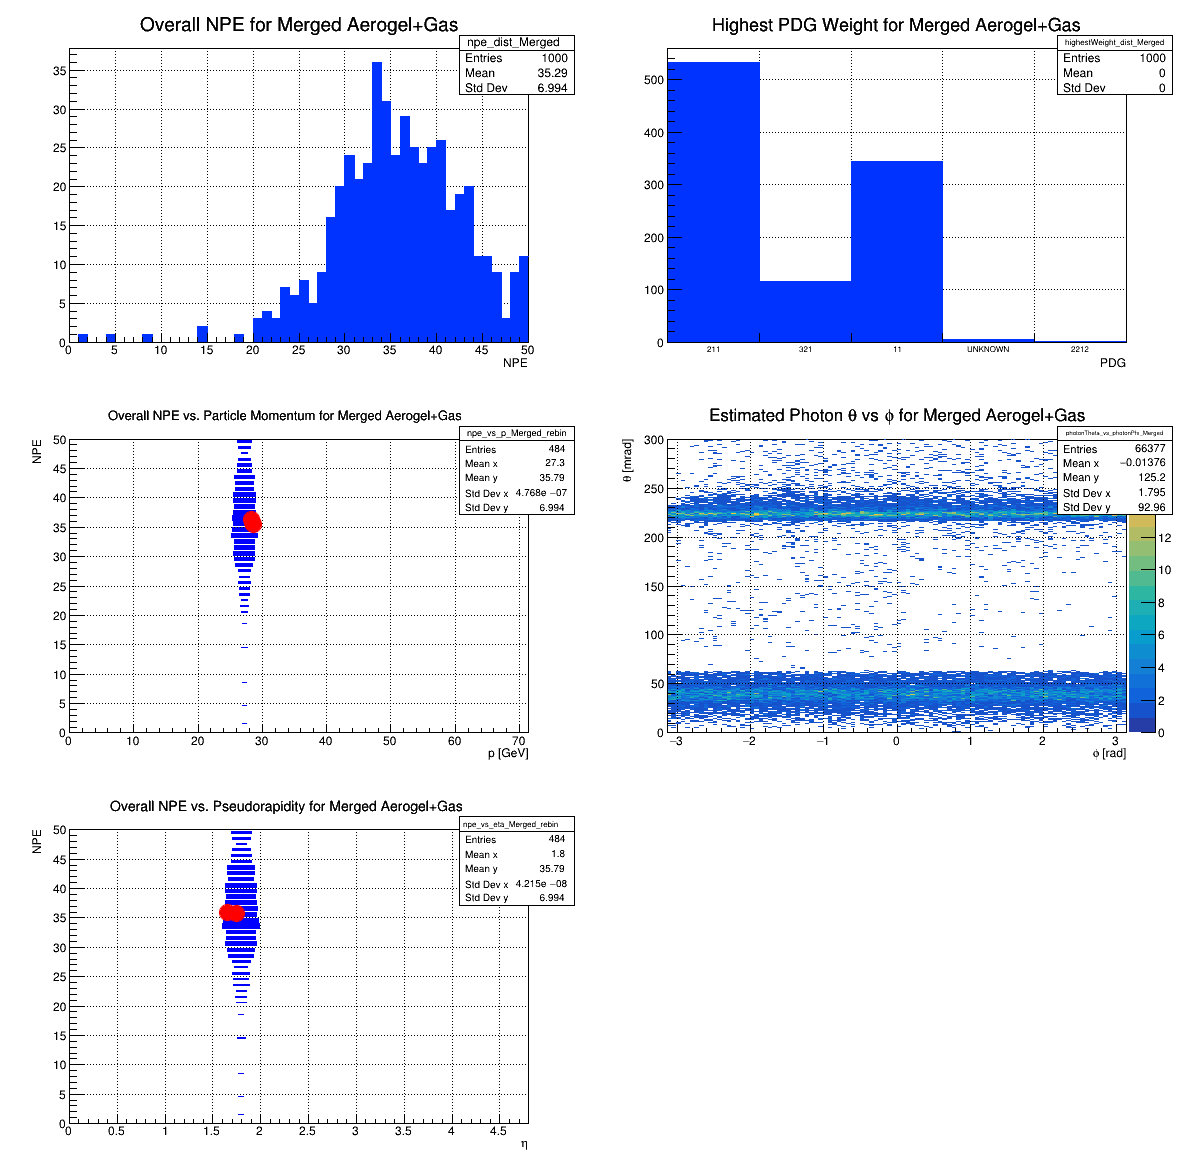 Overall NPE for Merged Aerogel+Gas
npe_dist_Merged
Entries 1000
Mean 35.29
Std Dev 6.994
35
30
25
20
15
10
5
0
0 5 10 15 20 25 30 35 40 45 50
NPE
Highest PDG Weight for Merged Aerogel+Gas
highestWeight_dist_Merged
Entries 1000
Mean 0
Std Dev 0
500
400
300
200
100
0
211 321 11 UNKNOWN 2212
PDG
Overall NPE vs. Particle Momentum for Merged Aerogel+Gas
npe_vs_p_Merged_rebin
Entries 484
Mean x 27.3
Mean y 35.79
Std Dev x 4.768e −07
Std Dev y 6.994
NPE
50
45
40
35
30
25
20
15
10
5
0
0 10 20 30 40 50 60 70
p [GeV]
Estimated Photon θ vs ϕ for Merged Aerogel+Gas
photonTheta_vs_photonPhi_Merged
Entries 66377
Mean x −0.01376
Mean y 125.2
Std Dev x 1.795
Std Dev y 92.96
θ [mrad]
300
250
200
150
100
50
0
−3 −2 −1 0 1 2 3
ϕ [rad]
12
10
8
6
4
2
0
Overall NPE vs. Pseudorapidity for Merged Aerogel+Gas
npe_vs_eta_Merged_rebin
Entries 484
Mean x 1.8
Mean y 35.79
Std Dev x 4.215e −08
Std Dev y 6.994
NPE
50
45
40
35
30
25
20
15
10
5
0
0 0.5 1 1.5 2 2.5 3 3.5 4 4.5
η